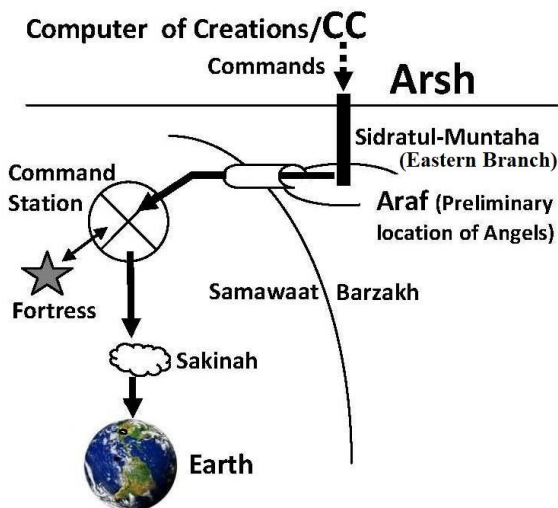 Computer of Creations/CC
Commands
Arsh
Sidratul-Muntaha
(Eastern Branch)
Command
Station
Araf (Preliminary
location of Angels)
Samawaat
Barzakh
Fortress
Sakinah
Earth